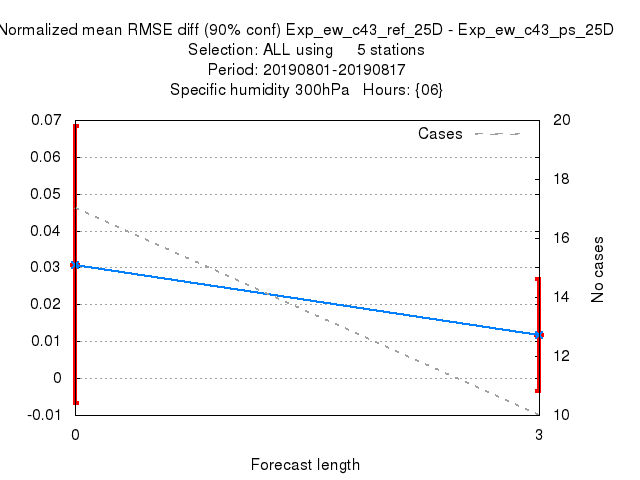 Normalized mean RMSE diff (90% conf) Exp_ew_c43_ref_25D - Exp_ew_c43_ps_25D
Selection: ALL using     5 stations
Period: 20190801-20190817
Specific humidity 300hPa   Hours: {06}
Cases
0.07
0.06
0.05
0.04
0.03
0.02
0.01
0
-0.01
20
18
16
14
12
10
No cases
0
3
Forecast length